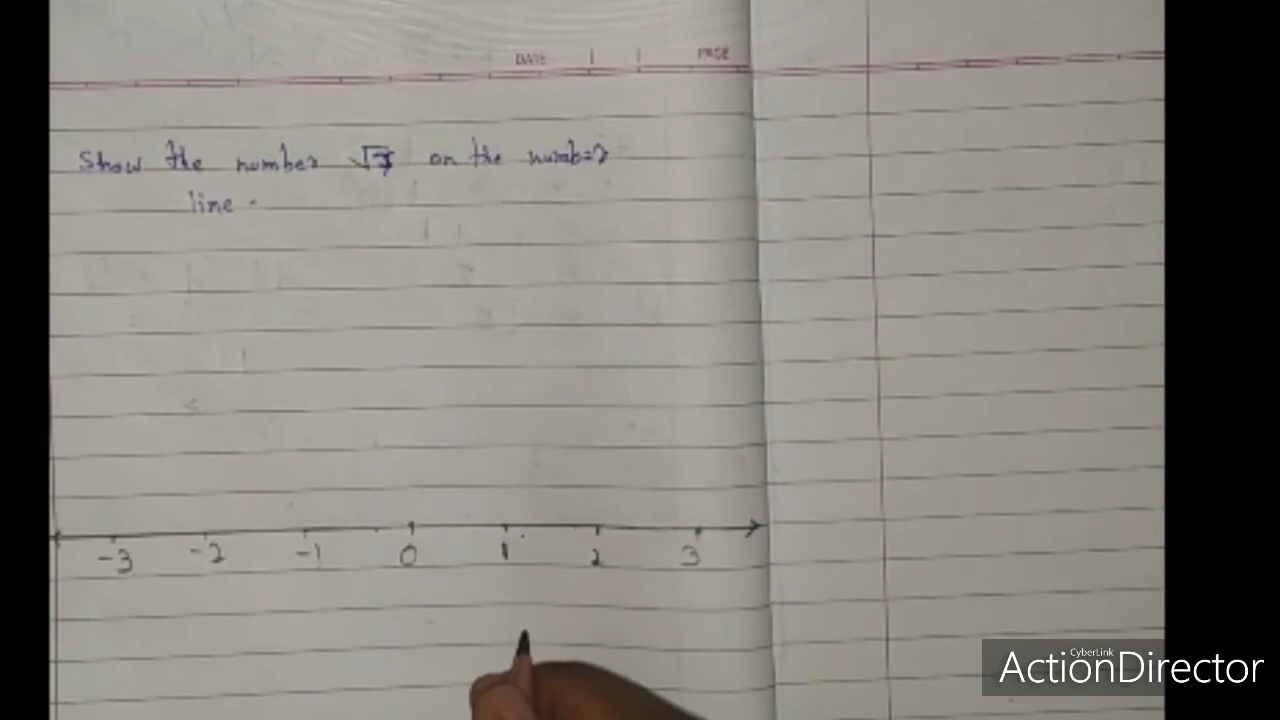 DATE
PAGE
Show the number √7 on the number
line.
-3 -2 -1 0 1 2 3
CyberLink
ActionDirector